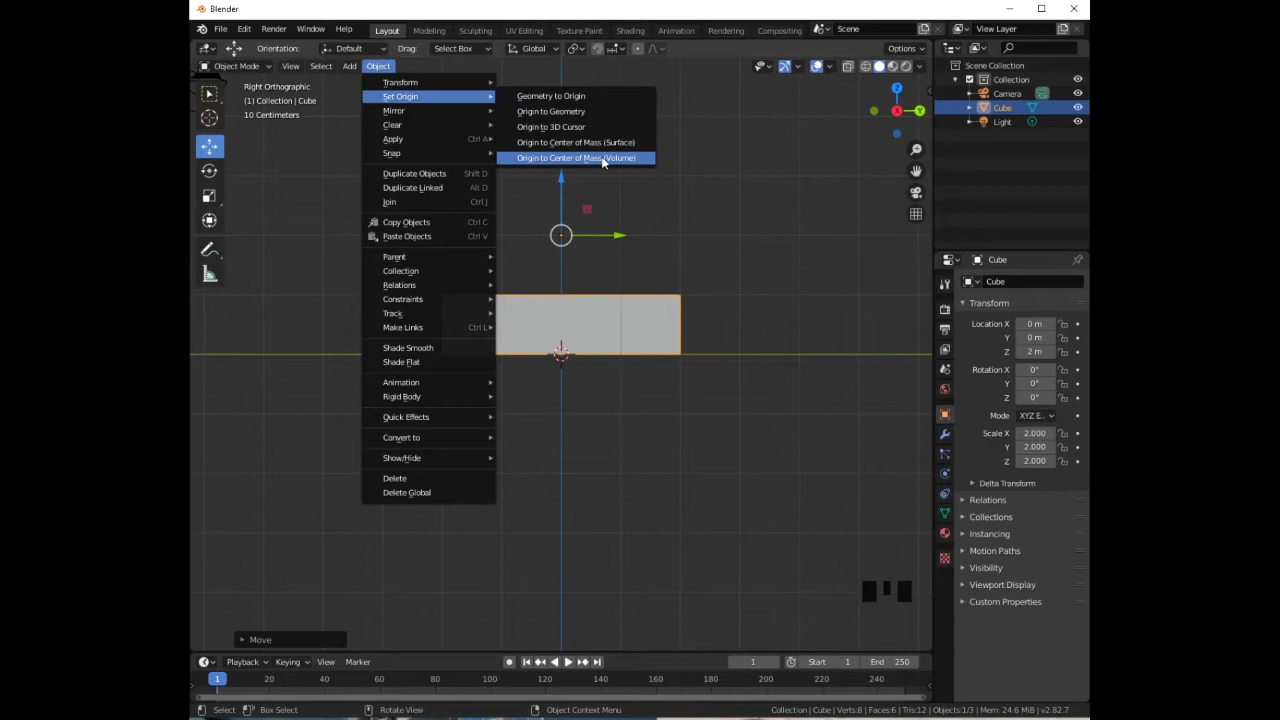 Blender
File Edit Render Window Help Layout Modeling Sculpting UV Editing Texture Paint Shading Animation Rendering Compositing Scene View Layer
Orientation: Default Drag: Select Box Global Options
Object Mode View Select Add Object
Right Orthographic
(1) Collection | Cube
10 Centimeters
Transform
Set Origin
Mirror
Clear
Apply Ctrl A
Snap
Duplicate Objects Shift D
Duplicate Linked Alt D
Join Ctrl J
Copy Objects Ctrl C
Paste Objects Ctrl V
Parent
Collection
Relations
Constraints
Track
Make Links Ctrl L
Shade Smooth
Shade Flat
Animation
Rigid Body
Quick Effects
Convert to
Show/Hide
Delete
Delete Global
Geometry to Origin
Origin to Geometry
Origin to 3D Cursor
Origin to Center of Mass (Surface)
Origin to Center of Mass (Volume)
Z
X
Y
Scene Collection
Collection
Camera
Cube
Light
Cube
Cube
Transform
Location X 0 m
Y 0 m
Z 2 m
Rotation X 0°
Y 0°
Z 0°
Mode XYZ E..
Scale X 2.000
Y 2.000
Z 2.000
Delta Transform
Relations
Collections
Instancing
Motion Paths
Visibility
Viewport Display
Custom Properties
Move
Playback Keying View Marker 1 Start 1 End 250
1 20 40 60 80 100 120 140 160 180 200 220 240
Select Box Select Rotate View Object Context Menu Collection | Cube | Verts:8 | Faces:6 | Tris:12 | Objects:1/3 | Mem: 24.6 MiB | v2.82.7